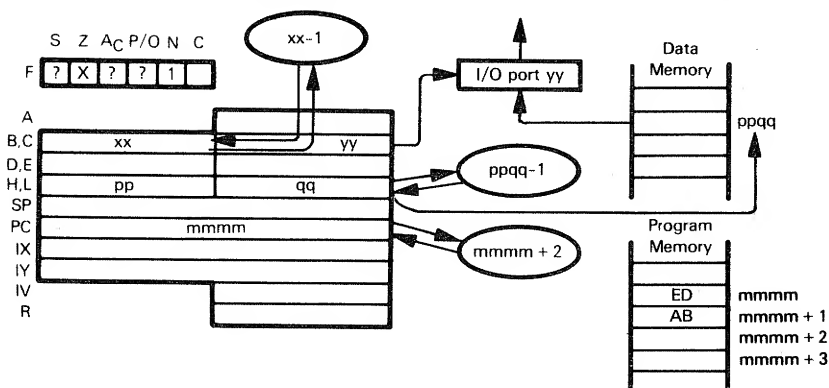 S Z AC P/O N C
F ? X ? ? 1
xx-1
I/O port yy
Data
Memory
ppqq
A
B,C xx yy
D,E
H,L pp qq
SP
PC mmmm
IX
IY
IV
R
ppqq-1
mmmm + 2
Program
Memory
ED mmmm
AB mmmm + 1
mmmm + 2
mmmm + 3